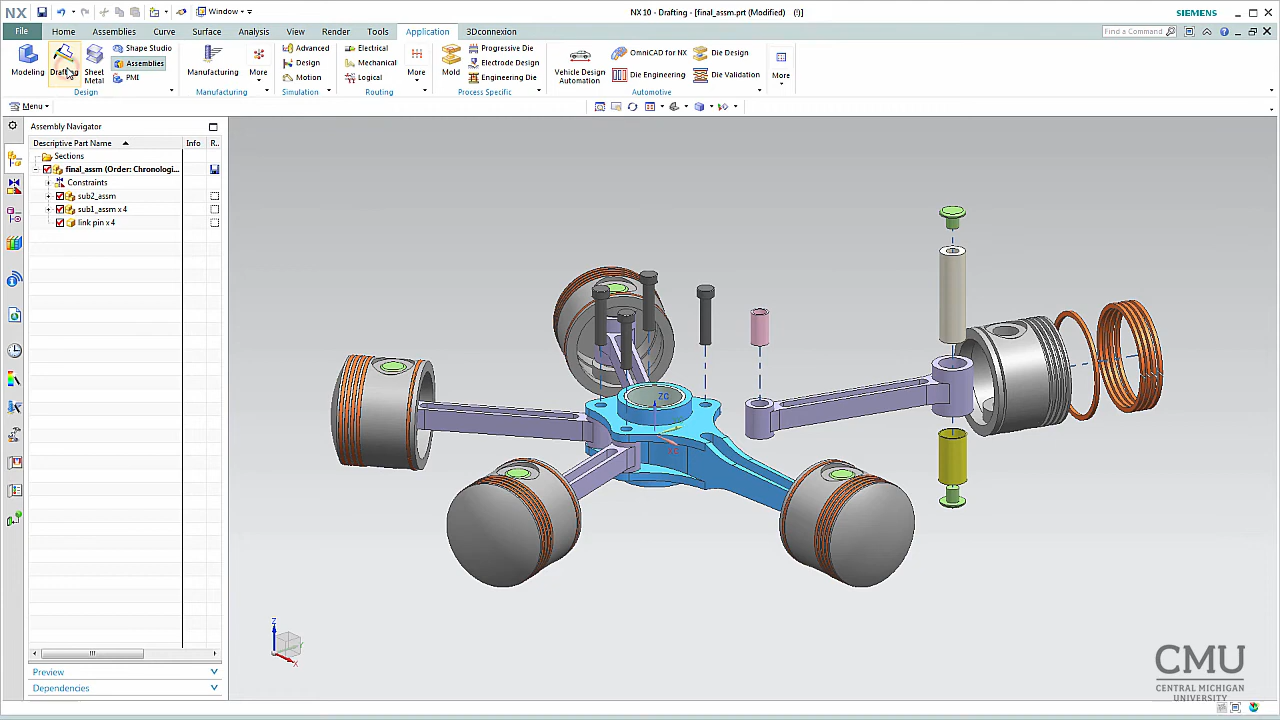 NX
Window
NX 10 - Drafting - [final_assm.prt (Modified) (!)]
SIEMENS
File
Home
Assemblies
Curve
Surface
Analysis
View
Render
Tools
Application
3DConnexion
Find a Command
Modeling
Drafting
Sheet
Metal
Shape Studio
Assemblies
PMI
Manufacturing
More
Advanced
Design
Motion
Electrical
Mechanical
Logical
More
Mold
Progressive Die
Electrode Design
Engineering Die
Vehicle Design
Automation
OmniCAD for NX
Die Engineering
Die Design
Die Validation
More
Design
Manufacturing
Simulation
Routing
Process Specific
Automotive
Menu
Assembly Navigator
Descriptive Part Name
Info
R..
Sections
final_assm (Order: Chronologi...
Constraints
sub2_assm
sub1_assm x 4
link pin x 4
ZC
XC
Z
X
Preview
Dependencies
CMU
CENTRAL MICHIGAN
UNIVERSITY